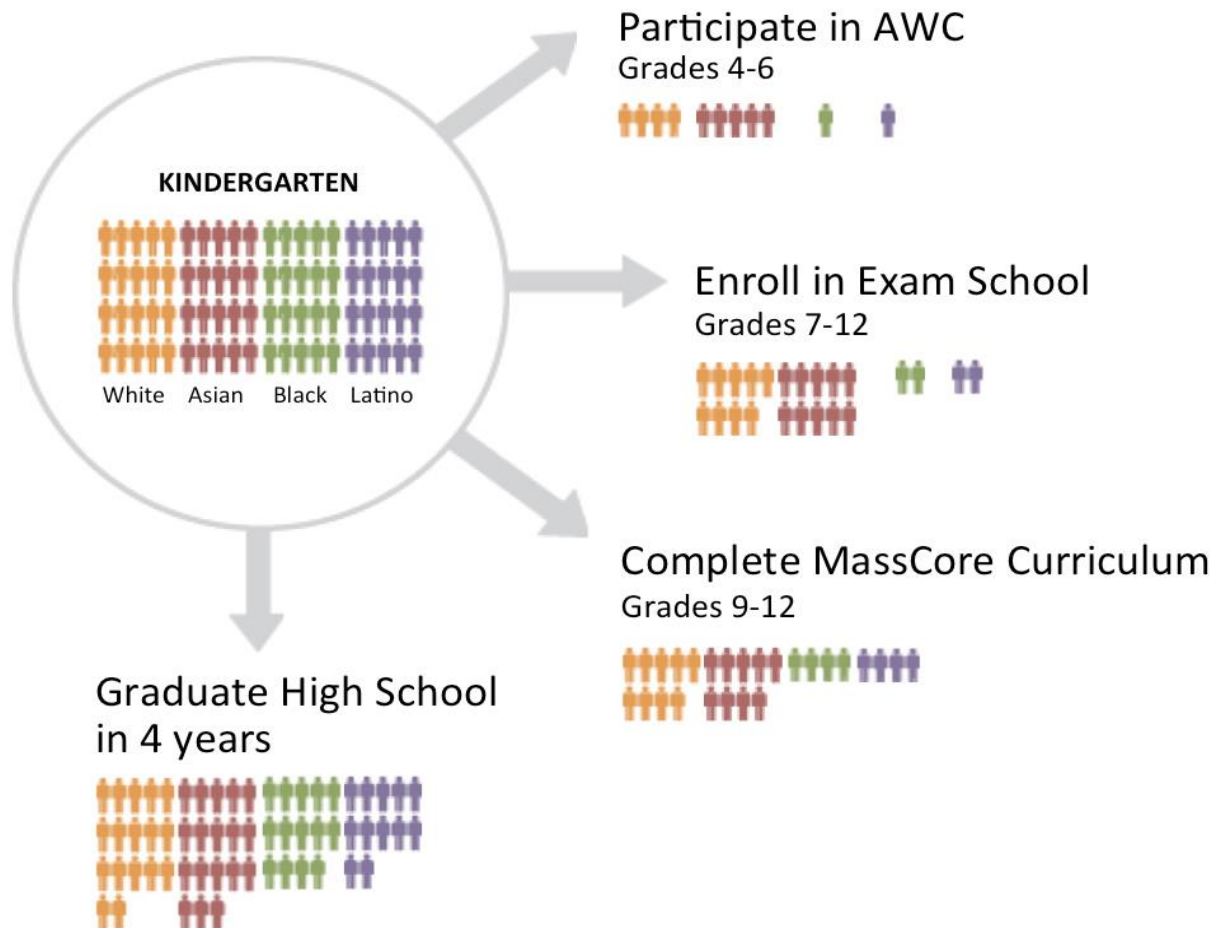 Participate in AWC
Grades 4-6
KINDERGARTEN
White Asian Black Latino
Enroll in Exam School
Grades 7-12
Complete MassCore Curriculum
Grades 9-12
Graduate High School
in 4 years